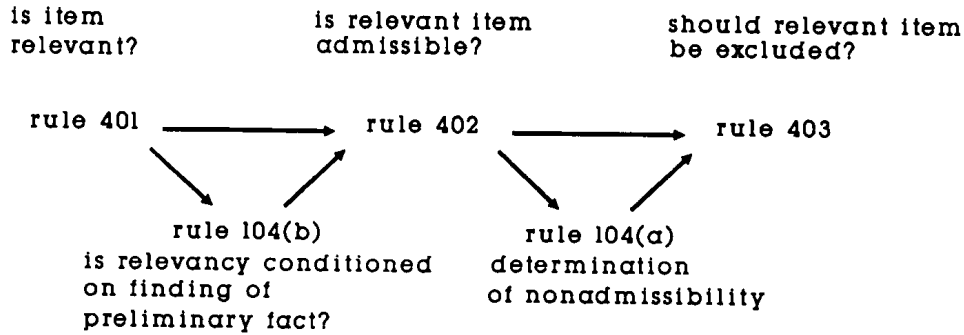 is item
relevant?
is relevant item
admissible?
should relevant item
be excluded?
rule 401
rule 402
rule 403
rule 104(b)
is relevancy conditioned
on finding of
preliminary fact?
rule 104(a)
determination
of nonadmissibility